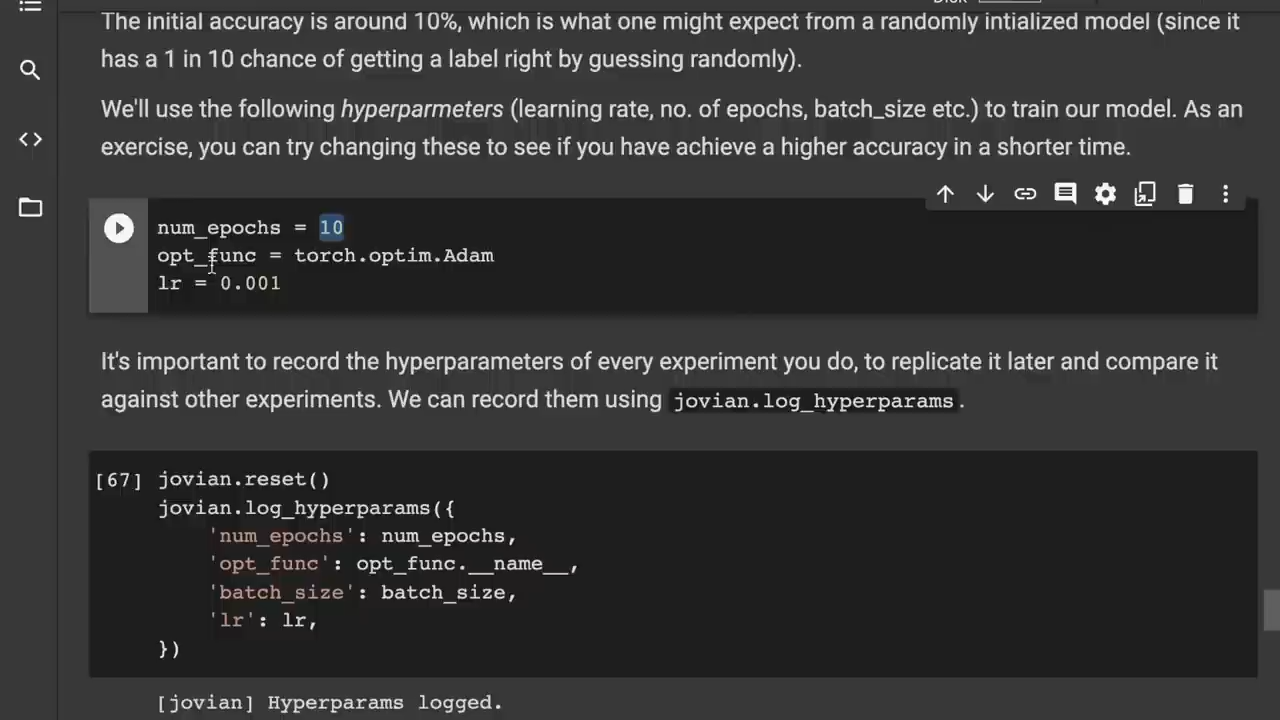 The initial accuracy is around 10%, which is what one might expect from a randomly intialized model (since it
has a 1 in 10 chance of getting a label right by guessing randomly).
We'll use the following hyperparmeters (learning rate, no. of epochs, batch_size etc.) to train our model. As an
exercise, you can try changing these to see if you have achieve a higher accuracy in a shorter time.
num_epochs = 10
opt_func = torch.optim.Adam
lr = 0.001
It's important to record the hyperparameters of every experiment you do, to replicate it later and compare it
against other experiments. We can record them using jovian.log_hyperparams.
[67] jovian.reset()
jovian.log_hyperparams({
'num_epochs': num_epochs,
'opt_func': opt_func.__name__,
'batch_size': batch_size,
'lr': lr,
})
[jovian] Hyperparams logged.